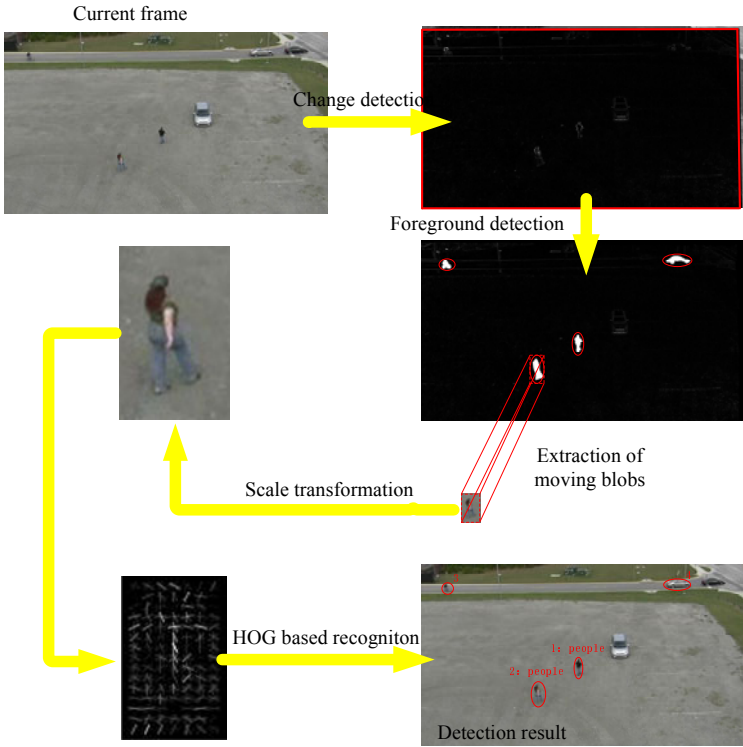 Current frame
Change detectio
Foreground detection
Extraction of
moving blobs
Scale transformation
HOG based recogniton
1: people
2: people
Detection result